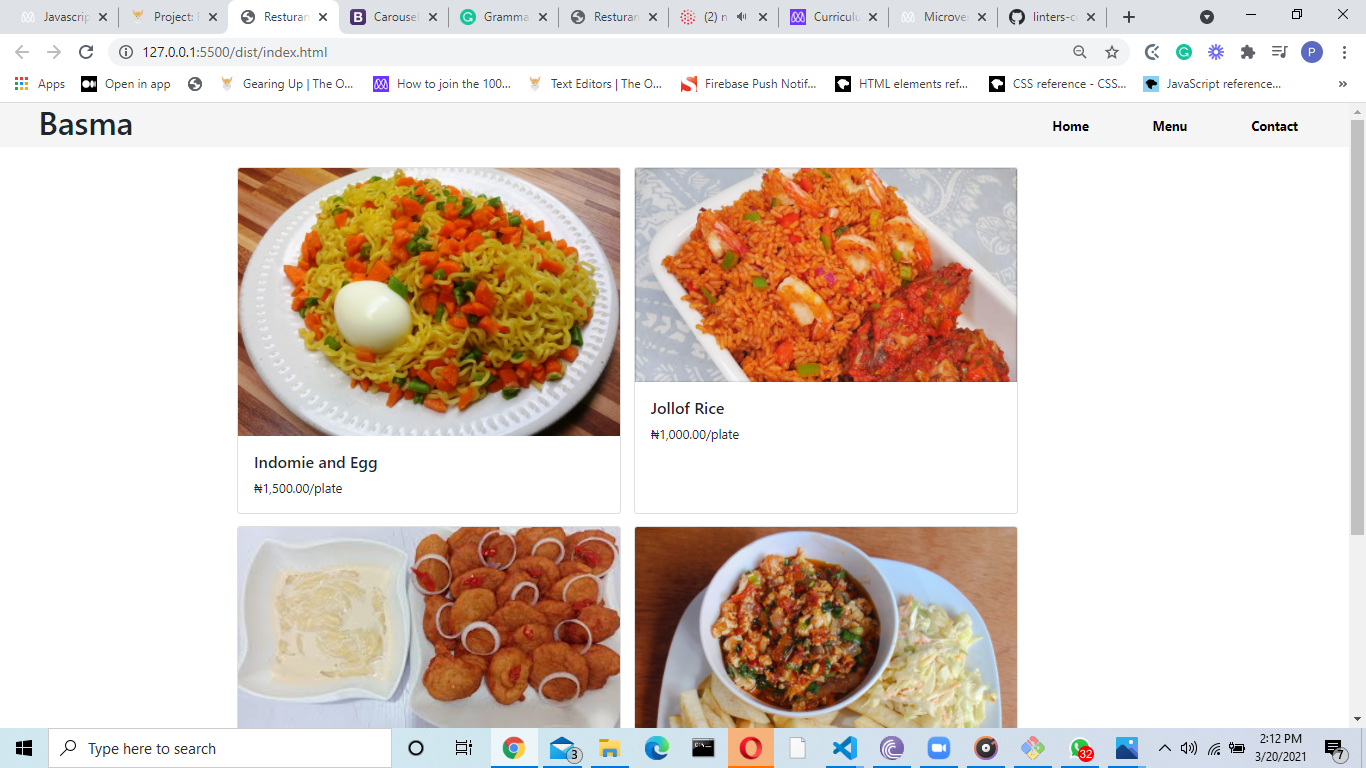 Javascrip
Project: F
Resturan
Carousel
Gramma
Resturan
(2) n
Curriculu
Microver
linters-co
127.0.0.1:5500/dist/index.html
P
Apps
Open in app
Gearing Up | The O...
How to join the 100...
Text Editors | The O...
Firebase Push Notif...
HTML elements ref...
CSS reference - CSS...
JavaScript reference...
Basma
Home
Menu
Contact
Indomie and Egg
₦1,500.00/plate
Jollof Rice
₦1,000.00/plate
Type here to search
3
32
2:12 PM
3/20/2021
7